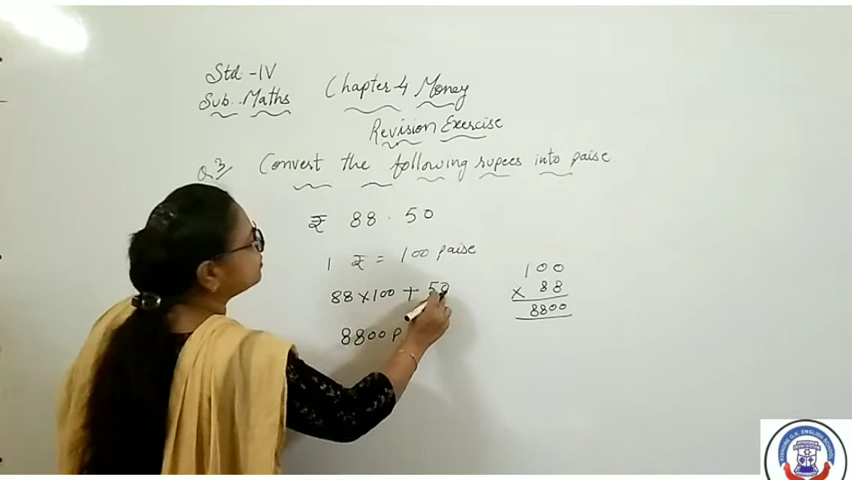 Std - IV
Sub. Maths
Chapter-4 Money
Revision Exercise
Q.3/ Convert the following rupees into paise.
₹ 88.50
1 ₹ = 100 paise
88 × 100 + 50
8800 P
100
× 88
8800